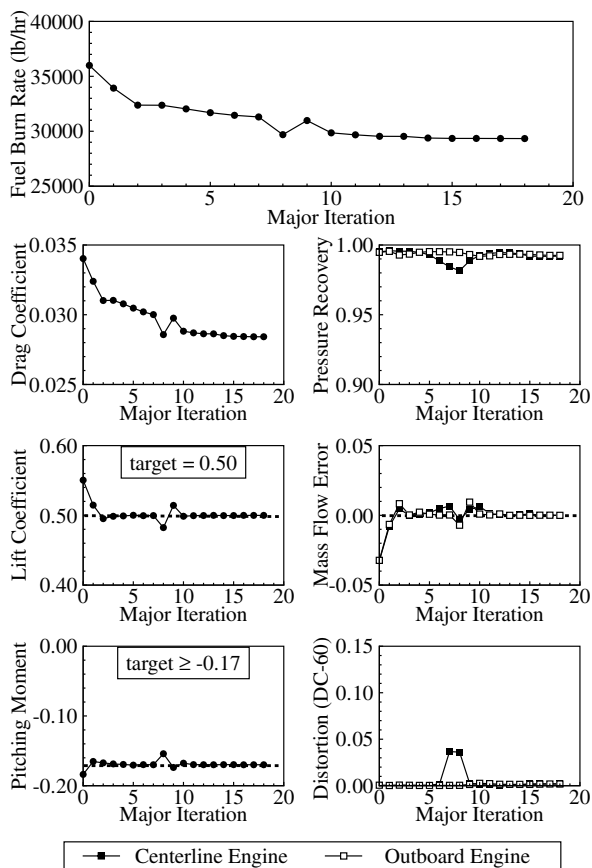 Fuel Burn Rate (lb/hr)
40000
35000
30000
25000
0 5 10 15 20
Major Iteration
Drag Coefficient
0.035
0.030
0.025
0 5 10 15 20
Major Iteration
Pressure Recovery
1.00
0.95
0.90
0 5 10 15 20
Major Iteration
Lift Coefficient
0.60
0.50
0.40
target = 0.50
0 5 10 15 20
Major Iteration
Mass Flow Error
0.05
0.00
-0.05
0 5 10 15 20
Major Iteration
Pitching Moment
0.00
-0.10
-0.20
target ≥ -0.17
0 5 10 15 20
Major Iteration
Distortion (DC-60)
0.15
0.10
0.05
0.00
0 5 10 15 20
Major Iteration
Centerline Engine Outboard Engine